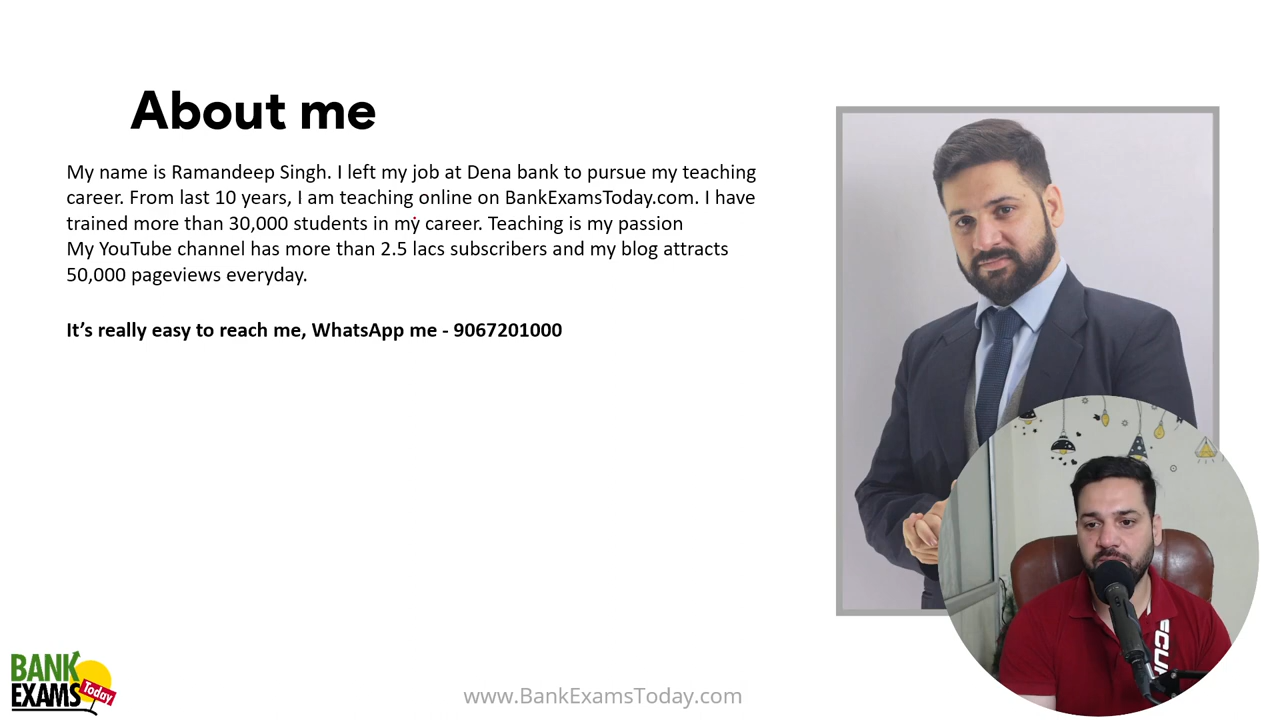 About me
My name is Ramandeep Singh. I left my job at Dena bank to pursue my teaching
career. From last 10 years, I am teaching online on BankExamsToday.com. I have
trained more than 30,000 students in my career. Teaching is my passion
My YouTube channel has more than 2.5 lacs subscribers and my blog attracts
50,000 pageviews everyday.
It’s really easy to reach me, WhatsApp me - 9067201000
BANK
EXAMS
Today
www.BankExamsToday.com